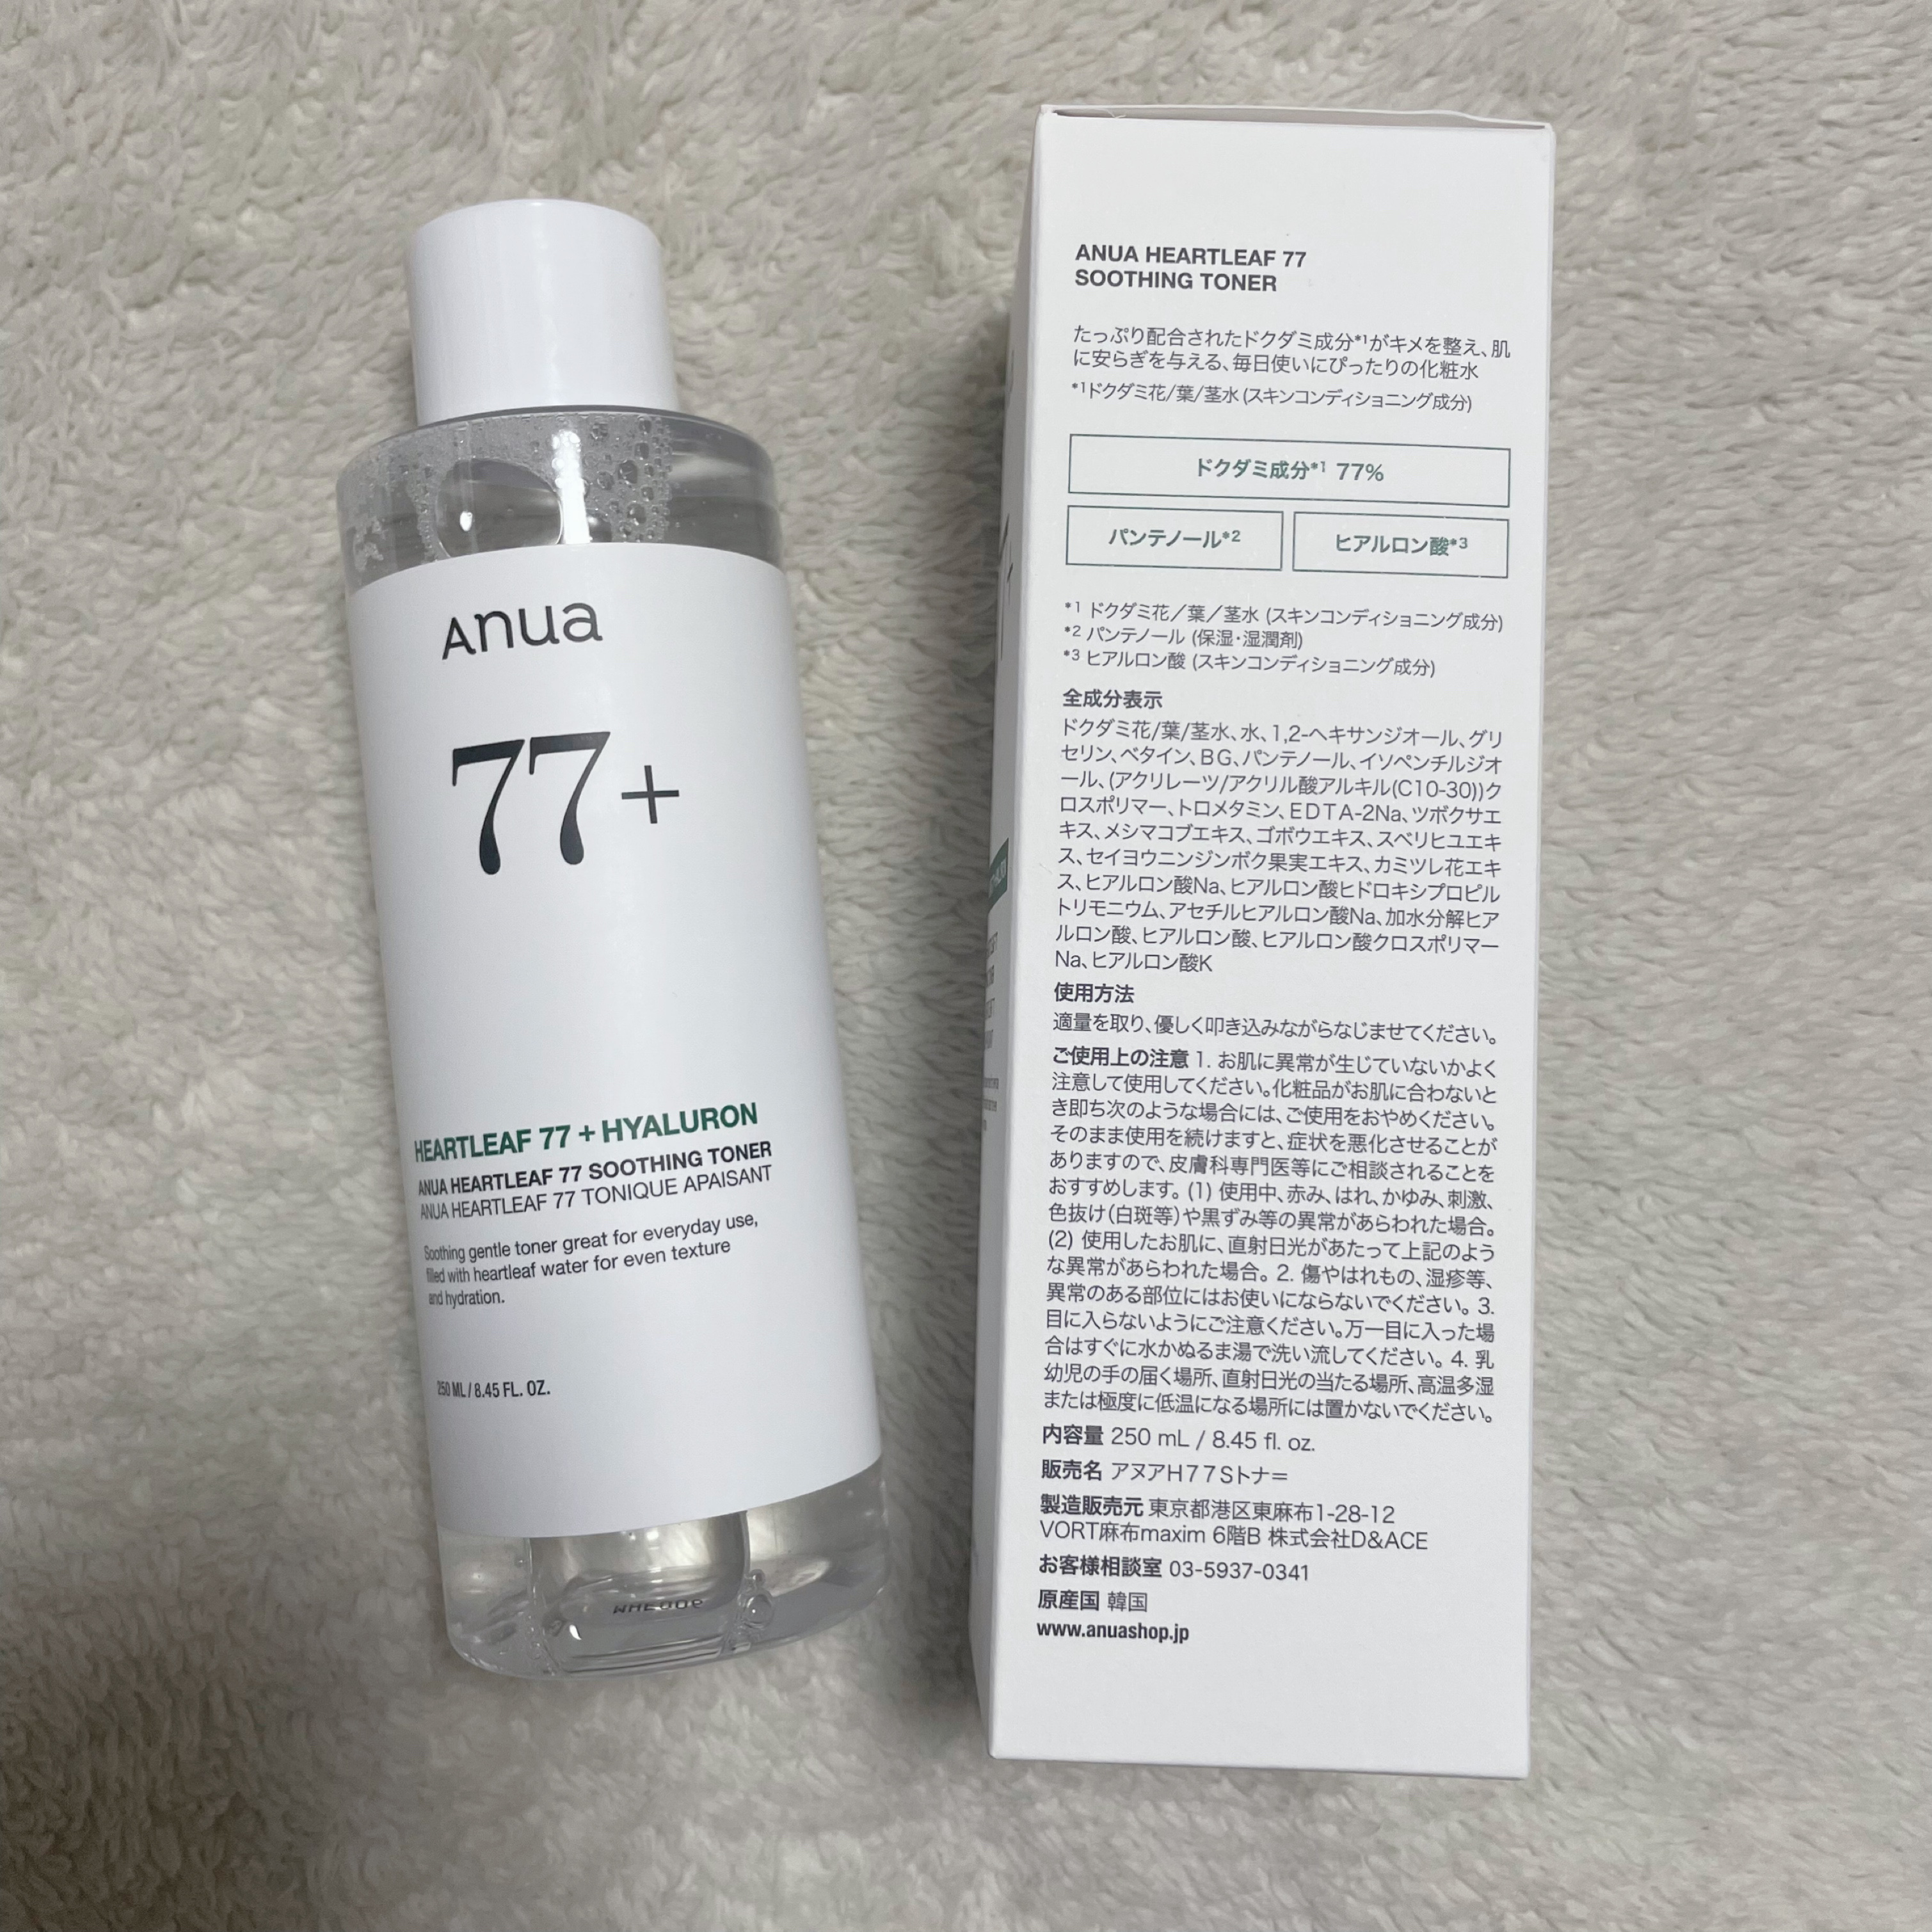 Anua
77+
HEARTLEAF 77 + HYALURON
ANUA HEARTLEAF 77 SOOTHING TONER
ANUA HEARTLEAF 77 TONIQUE APAISANT
Soothing gentle toner great for everyday use,
filled with heartleaf water for even texture
and hydration.
250 ML / 8.45 FL. OZ.
ANUA HEARTLEAF 77
SOOTHING TONER
たっぷり配合されたドクダミ成分*1がキメを整え、肌
に安らぎを与える、毎日使いにぴったりの化粧水
*1ドクダミ花/葉/茎水 (スキンコンディショニング成分)
ドクダミ成分*1 77%
パンテノール*2
ヒアルロン酸*3
*1 ドクダミ花／葉／茎水 (スキンコンディショニング成分)
*2 パンテノール (保湿・湿潤剤)
*3 ヒアルロン酸 (スキンコンディショニング成分)
全成分表示
ドクダミ花/葉/茎水、水、1,2-ヘキサンジオール、グリ
セリン、ベタイン、BG、パンテノール、イソペンチルジオ
ール、(アクリレーツ/アクリル酸アルキル(C10-30))ク
ロスポリマー、トロメタミン、EDTA-2Na、ツボクサエ
キス、メシマコブエキス、ゴボウエキス、スベリヒユエキ
ス、セイヨウニンジンボク果実エキス、カミツレ花エキ
ス、ヒアルロン酸Na、ヒアルロン酸ヒドロキシプロピル
トリモニウム、アセチルヒアルロン酸Na、加水分解ヒア
ルロン酸、ヒアルロン酸、ヒアルロン酸クロスポリマー
Na、ヒアルロン酸K
使用方法
適量を取り、優しく叩き込みながらなじませてください。
ご使用上の注意 1. お肌に異常が生じていないかよく
注意して使用してください。化粧品がお肌に合わないと
き即ち次のような場合には、ご使用をおやめください。
そのまま使用を続けますと、症状を悪化させることが
ありますので、皮膚科専門医等にご相談されることを
おすすめします。 (1) 使用中、赤み、はれ、かゆみ、刺激、
色抜け(白斑等)や黒ずみ等の異常があらわれた場合。
(2) 使用したお肌に、直射日光があたって上記のよう
な異常があらわれた場合。 2. 傷やはれもの、湿疹等、
異常のある部位にはお使いにならないでください。 3.
目に入らないようにご注意ください。万一目に入った場
合はすぐに水かぬるま湯で洗い流してください。 4. 乳
幼児の手の届く場所、直射日光の当たる場所、高温多湿
または極度に低温になる場所には置かないでください。
内容量 250 mL / 8.45 fl. oz.
販売名 アヌアH77Sトナ＝
製造販売元 東京都港区東麻布1-28-12
VORT麻布maxim 6階B 株式会社D&ACE
お客様相談室 03-5937-0341
原産国 韓国
www.anuashop.jp